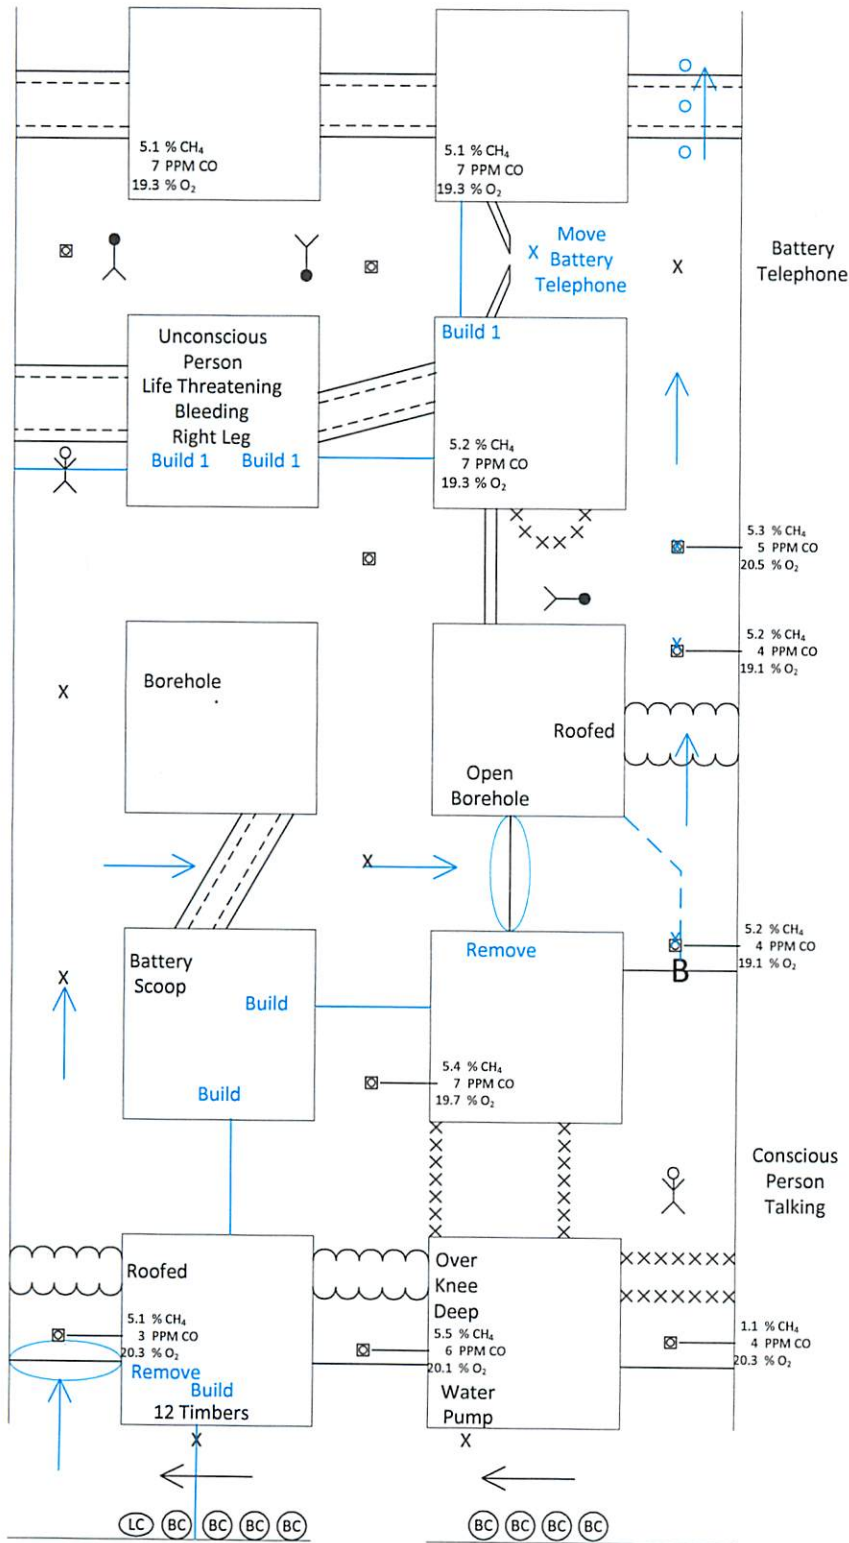 5.1 % CH₄
7 PPM CO
19.3 % O₂
5.1 % CH₄
7 PPM CO
19.3 % O₂
X Move
Battery
Telephone
X
Battery
Telephone
Unconscious
Person
Life Threatening
Bleeding
Right Leg
Build 1 Build 1
Build 1
5.2 % CH₄
7 PPM CO
19.3 % O₂
5.3 % CH₄
5 PPM CO
20.5 % O₂
5.2 % CH₄
4 PPM CO
19.1 % O₂
X
Borehole
Roofed
Open
Borehole
X
Remove
5.2 % CH₄
4 PPM CO
19.1 % O₂
B
X
Battery
Scoop
Build
Build
5.4 % CH₄
7 PPM CO
19.7 % O₂
Conscious
Person
Talking
Roofed
5.1 % CH₄
3 PPM CO
20.3 % O₂
Remove
Build
12 Timbers
X
Over
Knee
Deep
5.5 % CH₄
6 PPM CO
20.1 % O₂
Water
Pump
X
1.1 % CH₄
4 PPM CO
20.3 % O₂
LC BC BC BC BC
BC BC BC BC